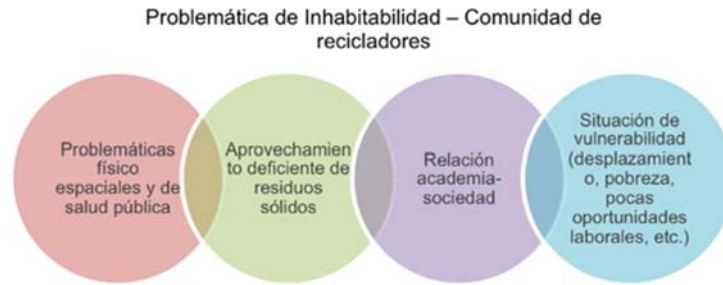 Problemática de Inhabitabilidad – Comunidad de
recicladores
Problemáticas
físico
espaciales y de
salud pública
Aprovechamien
to deficiente de
residuos
sólidos
Relación
academia-
sociedad
Situación de
vulnerabilidad
(desplazamient
o, pobreza,
pocas
oportunidades
laborales, etc.)